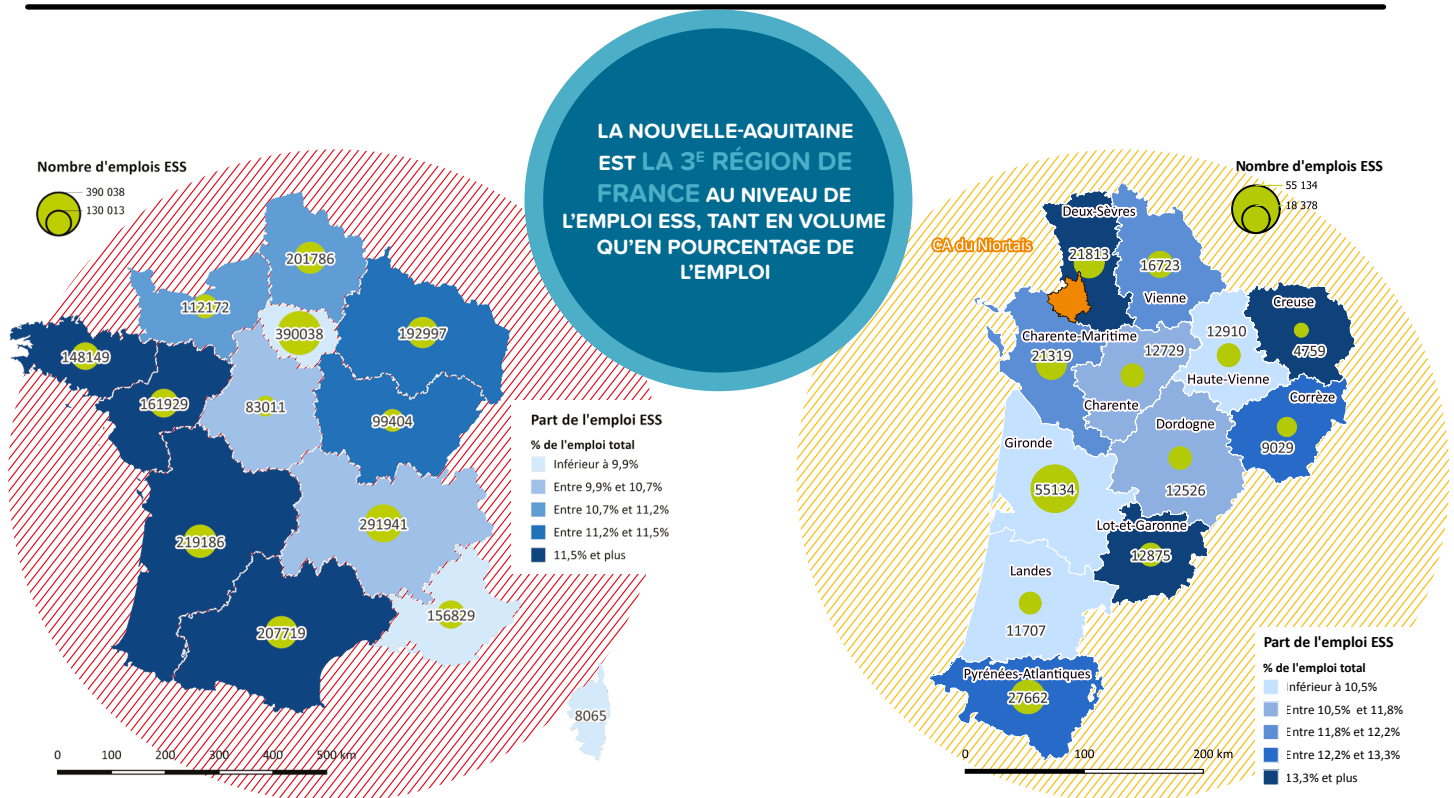 LA NOUVELLE-AQUITAINE
EST LA 3E RÉGION DE
FRANCE AU NIVEAU DE
L'EMPLOI ESS, TANT EN VOLUME
QU'EN POURCENTAGE DE
L'EMPLOI
Nombre d'emplois ESS
390 038
130 013
201786
112172
390038
192997
148149
161929
83011
99404
291941
219186
207719
156829
8065
Part de l'emploi ESS
% de l'emploi total
Inférieur à 9,9%
Entre 9,9% et 10,7%
Entre 10,7% et 11,2%
Entre 11,2% et 11,5%
11,5% et plus
0 100 200 300 400 500 km
Nombre d'emplois ESS
55 134
18 378
Deux-Sèvres
CA du Niortais
21813
16723
Vienne
Creuse
12910
4759
Charente-Maritime
12729
21319
Haute-Vienne
Corrèze
Charente
Dordogne
Gironde
9029
55134
12526
Lot-et-Garonne
12875
Landes
11707
Pyrénées-Atlantiques
27662
Part de l'emploi ESS
% de l'emploi total
Inférieur à 10,5%
Entre 10,5% et 11,8%
Entre 11,8% et 12,2%
Entre 12,2% et 13,3%
13,3% et plus
0 100 200 km